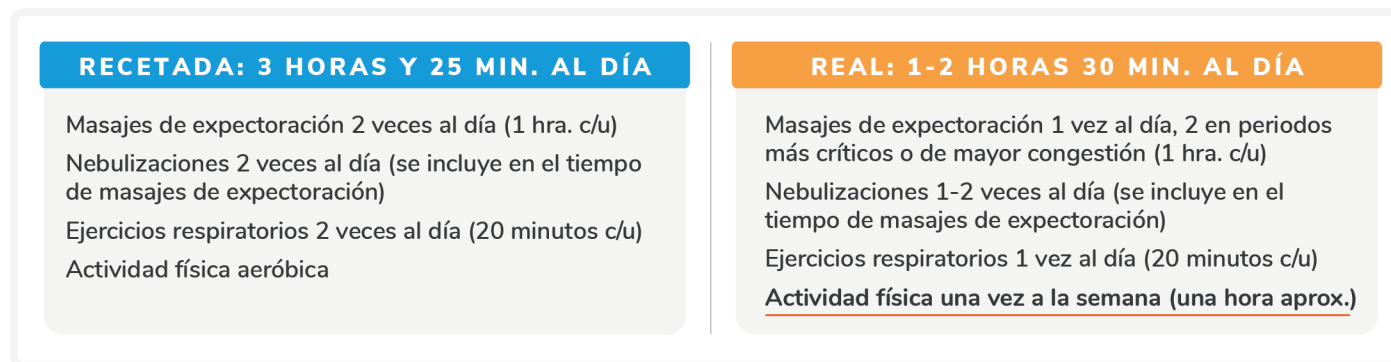 RECETADA: 3 HORAS Y 25 MIN. AL DÍA
Masajes de expectoración 2 veces al día (1 hra. c/u)
Nebulizaciones 2 veces al día (se incluye en el tiempo
de masajes de expectoración)
Ejercicios respiratorios 2 veces al día (20 minutos c/u)
Actividad física aeróbica
REAL: 1-2 HORAS 30 MIN. AL DÍA
Masajes de expectoración 1 vez al día, 2 en periodos
más críticos o de mayor congestión (1 hra. c/u)
Nebulizaciones 1-2 veces al día (se incluye en el
tiempo de masajes de expectoración)
Ejercicios respiratorios 1 vez al día (20 minutos c/u)
Actividad física una vez a la semana (una hora aprox.)